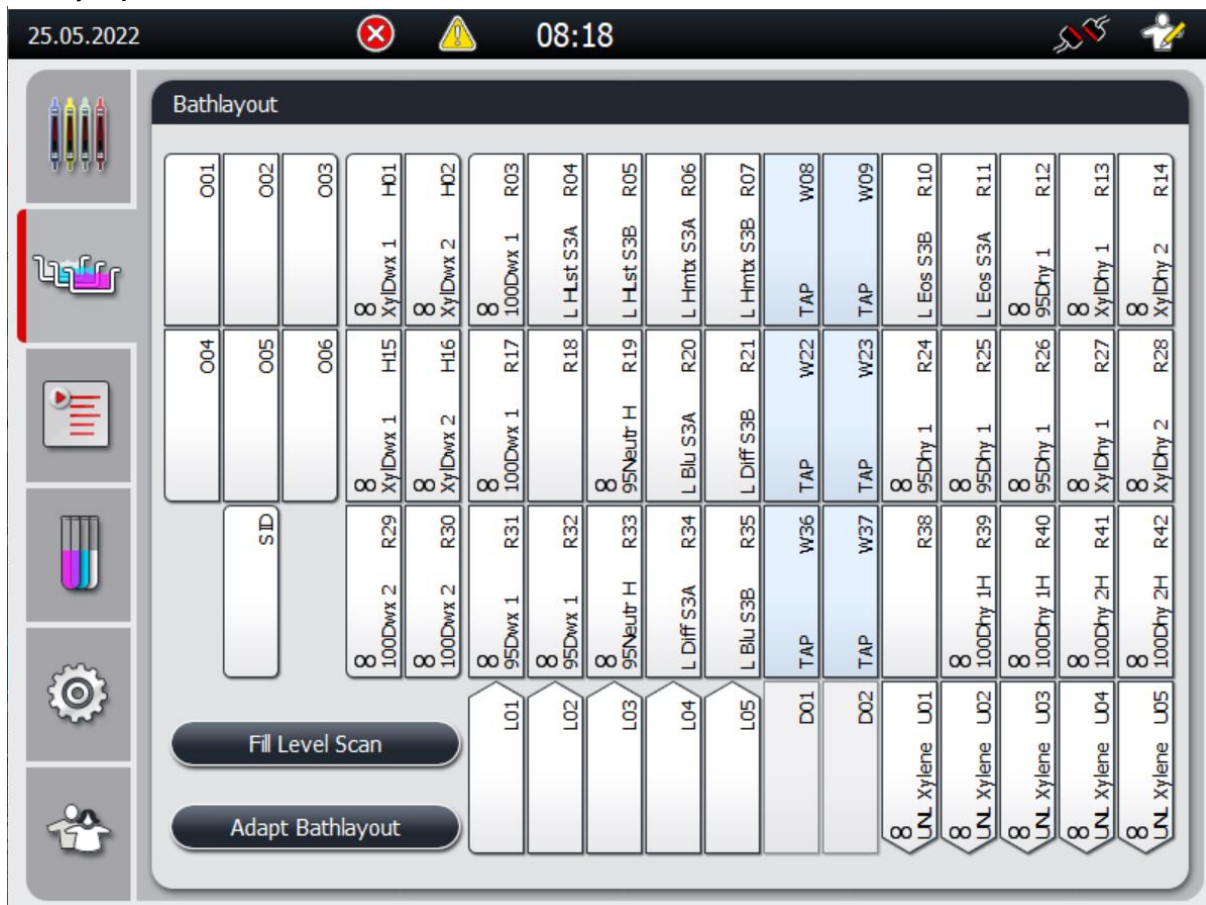 25.05.2022
08:18
Bathlayout
O01
O02
O03
H01
∞ XylDwx 1
H02
∞ XylDwx 2
R03
∞ 100Dwx 1
R04
L HLst S3A
R05
L HLst S3B
R06
L Hmtx S3A
R07
L Hmtx S3B
W08
TAP
W09
TAP
R10
L Eos S3B
R11
L Eos S3A
R12
∞ 95Dhy 1
R13
∞ XylDhy 1
R14
∞ XylDhy 2
O04
O05
O06
H15
∞ XylDwx 1
H16
∞ XylDwx 2
R17
∞ 100Dwx 1
R18
R19
∞ 95Neutr H
R20
L Blu S3A
R21
L Diff S3B
W22
TAP
W23
TAP
R24
∞ 95Dhy 1
R25
∞ 95Dhy 1
R26
∞ 95Dhy 1
R27
∞ XylDhy 1
R28
∞ XylDhy 2
SID
R29
∞ 100Dwx 2
R30
∞ 100Dwx 2
R31
∞ 95Dwx 1
R32
∞ 95Dwx 1
R33
∞ 95Neutr H
R34
L Diff S3A
R35
L Blu S3B
W36
TAP
W37
TAP
R38
R39
∞ 100Dhy 1H
R40
∞ 100Dhy 1H
R41
∞ 100Dhy 2H
R42
∞ 100Dhy 2H
L01
L02
L03
L04
L05
D01
D02
U01
∞ UNL Xylene
U02
∞ UNL Xylene
U03
∞ UNL Xylene
U04
∞ UNL Xylene
U05
∞ UNL Xylene
Fill Level Scan
Adapt Bathlayout